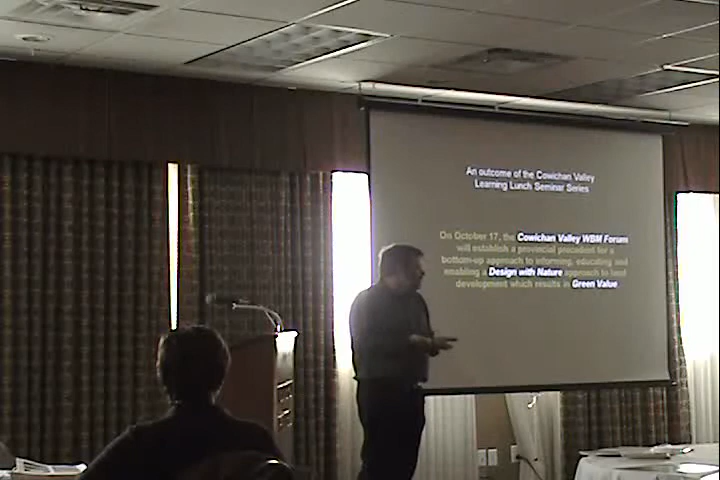 An outcome of the Cowichan Valley
Learning Lunch Seminar Series
On October 17, the Cowichan Valley WBM Forum
will establish a provincial precedent for a
bottom-up approach to informing, educating and
enabling a Design with Nature approach to land
development which results in Green Value